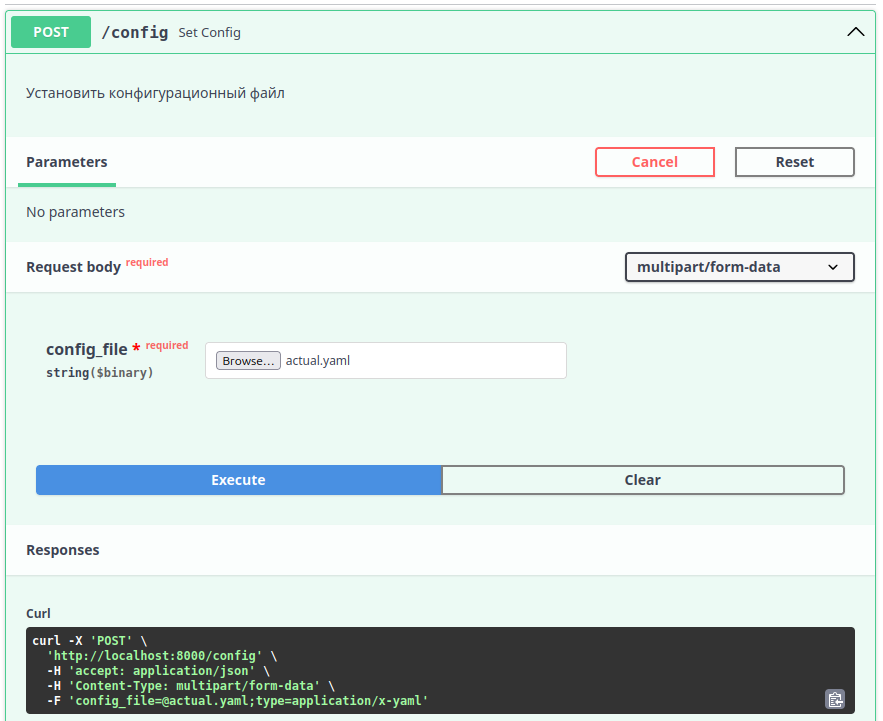 POST /config Set Config
Установить конфигурационный файл
Parameters Cancel Reset
No parameters
Request body required multipart/form-data
config_file * required
string($binary)
Browse... actual.yaml
Execute Clear
Responses
Curl
curl -X 'POST' \
'http://localhost:8000/config' \
-H 'accept: application/json' \
-H 'Content-Type: multipart/form-data' \
-F 'config_file=@actual.yaml;type=application/x-yaml'